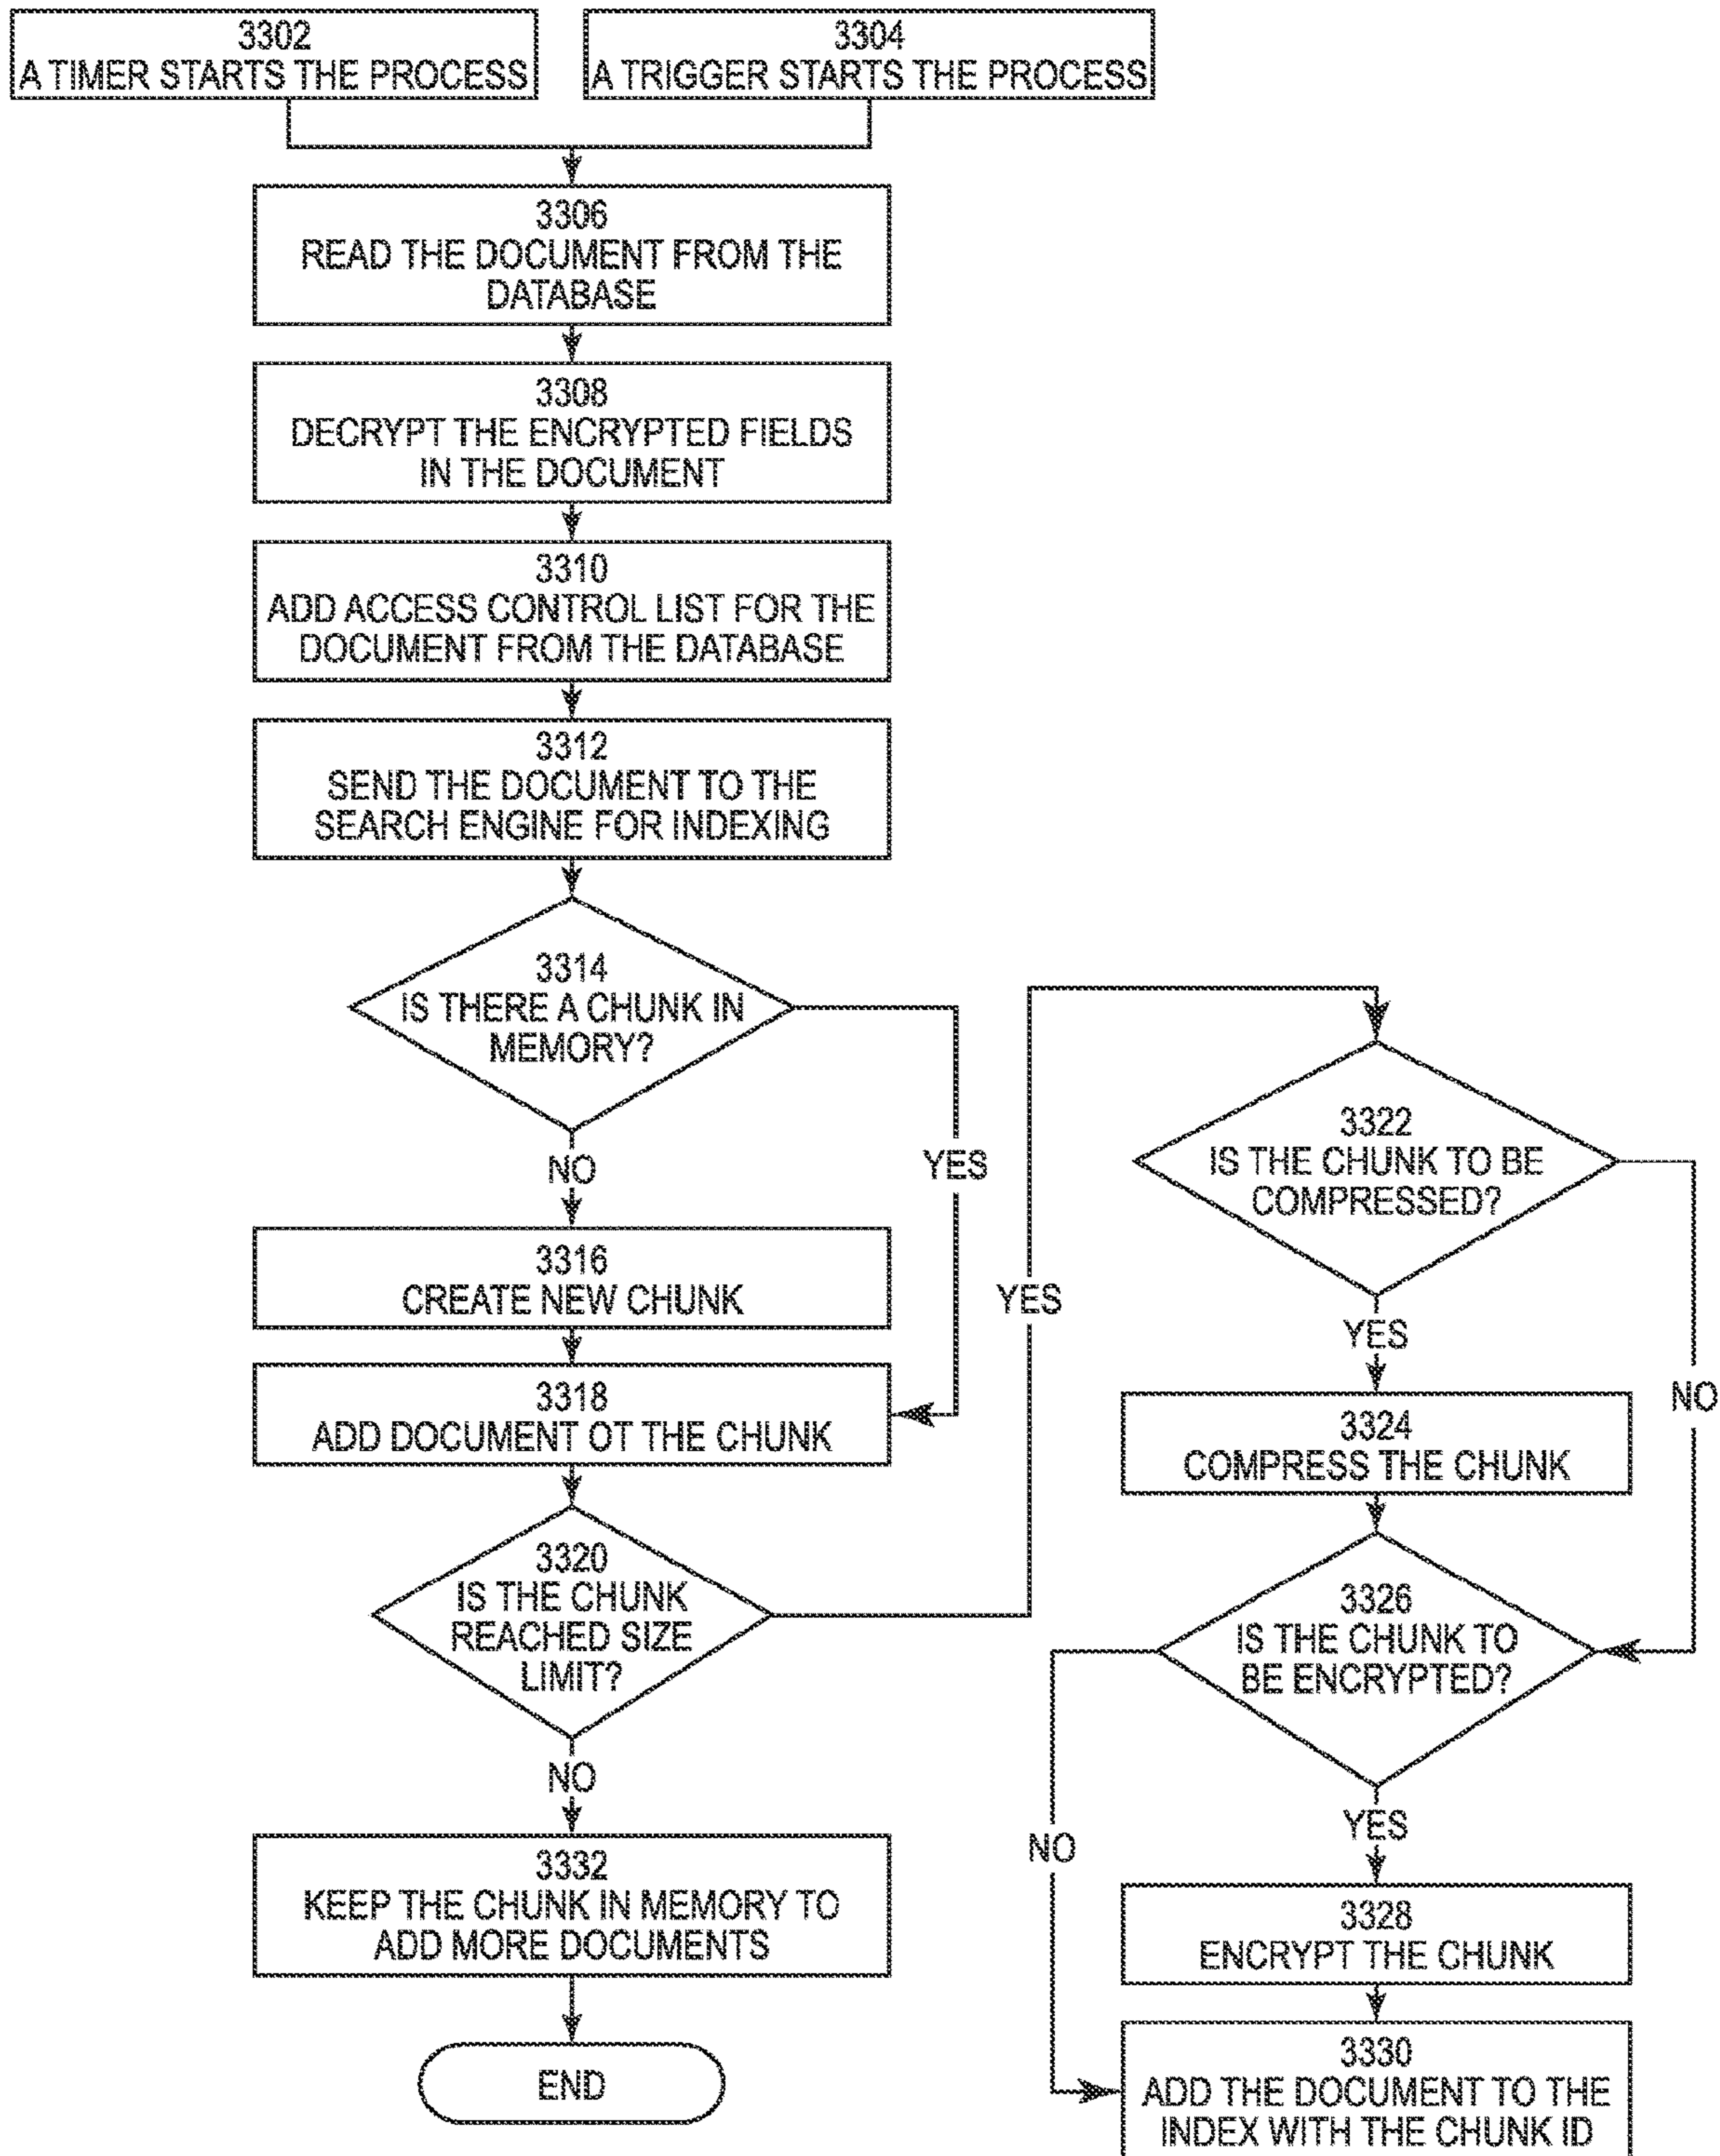 3302
A TIMER STARTS THE PROCESS
3304
A TRIGGER STARTS THE PROCESS
3306
READ THE DOCUMENT FROM THE
DATABASE
3308
DECRYPT THE ENCRYPTED FIELDS
IN THE DOCUMENT
3310
ADD ACCESS CONTROL LIST FOR THE
DOCUMENT FROM THE DATABASE
3312
SEND THE DOCUMENT TO THE
SEARCH ENGINE FOR INDEXING
3314
IS THERE A CHUNK IN
MEMORY?
YES
NO
3316
CREATE NEW CHUNK
3318
ADD DOCUMENT OT THE CHUNK
3320
IS THE CHUNK
REACHED SIZE
LIMIT?
YES
NO
3332
KEEP THE CHUNK IN MEMORY TO
ADD MORE DOCUMENTS
END
3322
IS THE CHUNK TO BE
COMPRESSED?
YES
NO
3324
COMPRESS THE CHUNK
3326
IS THE CHUNK TO
BE ENCRYPTED?
NO
YES
3328
ENCRYPT THE CHUNK
3330
ADD THE DOCUMENT TO THE
INDEX WITH THE CHUNK ID